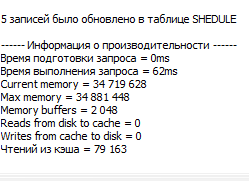 5 записей было обновлено в таблице SHEDULE
------ Информация о производительности ------
Время подготовки запроса = 0ms
Время выполнения запроса = 62ms
Current memory = 34 719 628
Max memory = 34 881 448
Memory buffers = 2 048
Reads from disk to cache = 0
Writes from cache to disk = 0
Чтений из кэша = 79 163